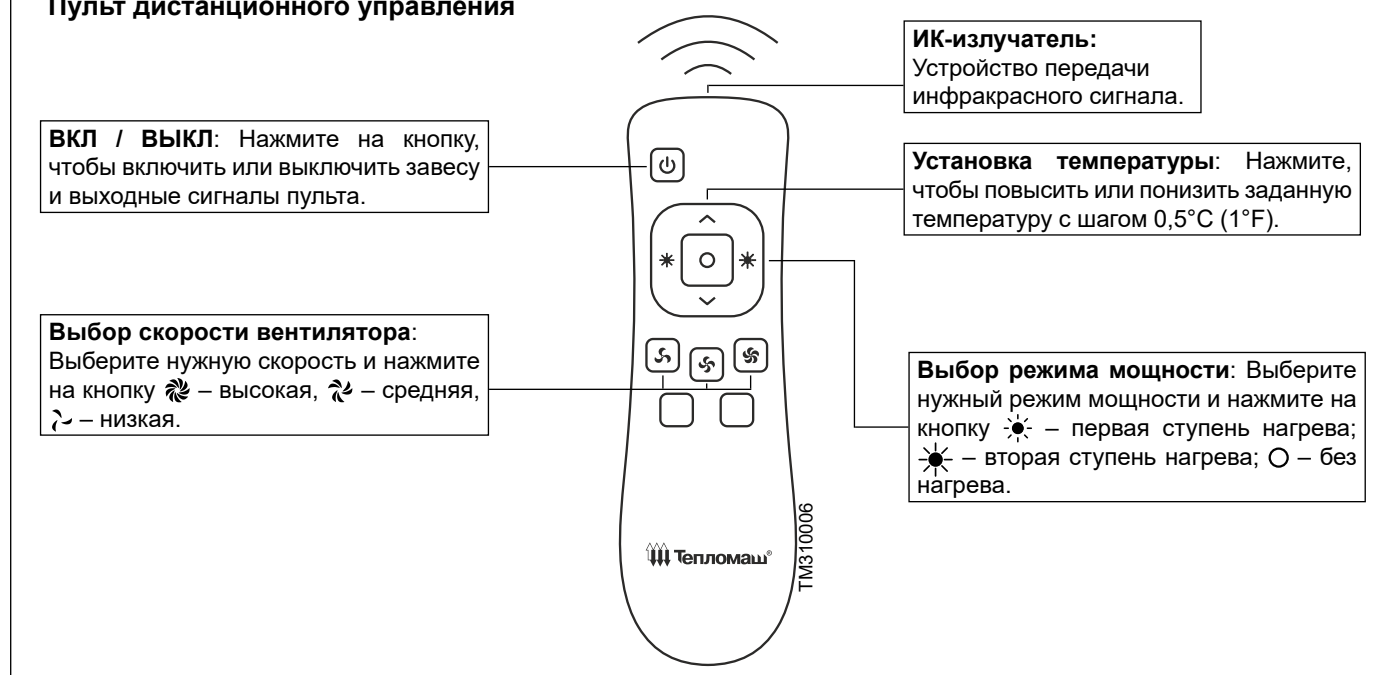 Пульт дистанционного управления
ИК-излучатель:
Устройство передачи
инфракрасного сигнала.
ВКЛ / ВЫКЛ: Нажмите на кнопку,
чтобы включить или выключить завесу
и выходные сигналы пульта.
Установка температуры: Нажмите,
чтобы повысить или понизить заданную
температуру с шагом 0,5°C (1°F).
Выбор скорости вентилятора:
Выберите нужную скорость и нажмите
на кнопку – высокая, – средняя,
– низкая.
Выбор режима мощности: Выберите
нужный режим мощности и нажмите на
кнопку – первая ступень нагрева;
– вторая ступень нагрева; – без
нагрева.
Тепломаш®
TM310006